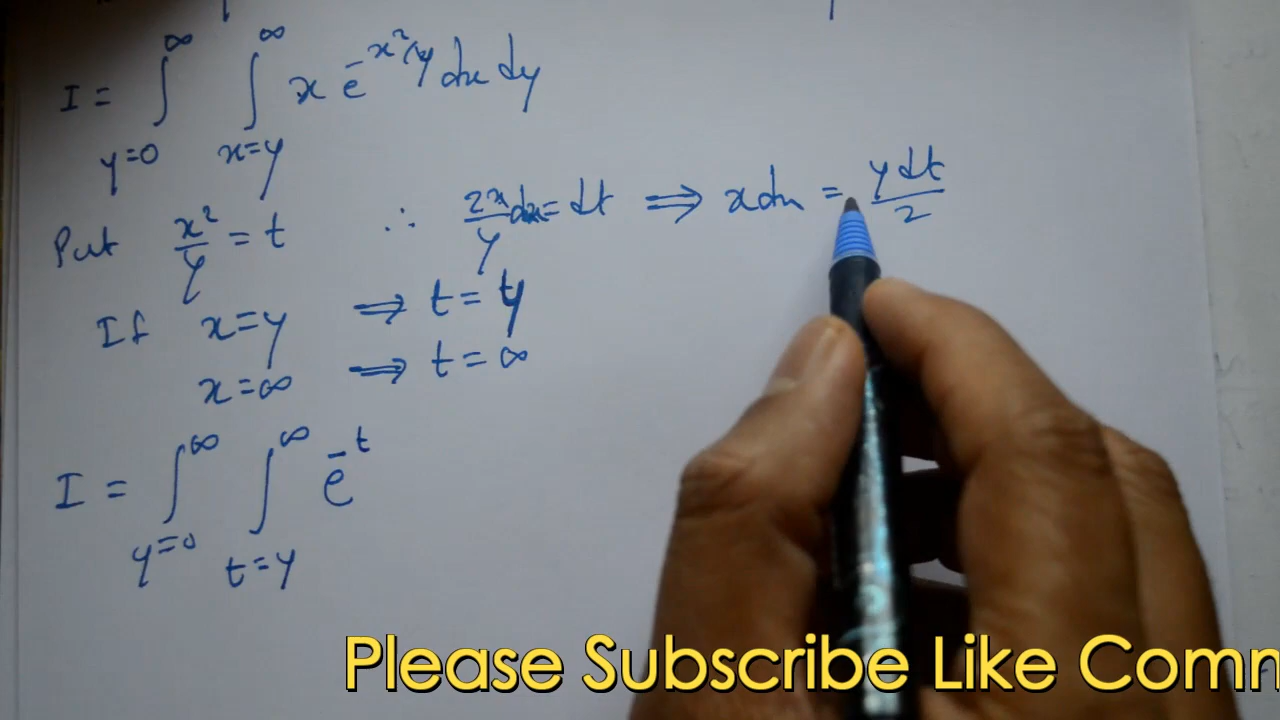 I = ∫_{y=0}^{∞} ∫_{x=y}^{∞} x e^{-x²/y} dx dy
Put x²/y = t ∴ 2x/y dx = dt ⟹ x dx = y dt/2
If x=y ⟹ t = y
x=∞ ⟹ t = ∞
I = ∫_{y=0}^{∞} ∫_{t=y}^{∞} e^{-t}
Please Subscribe Like Comm